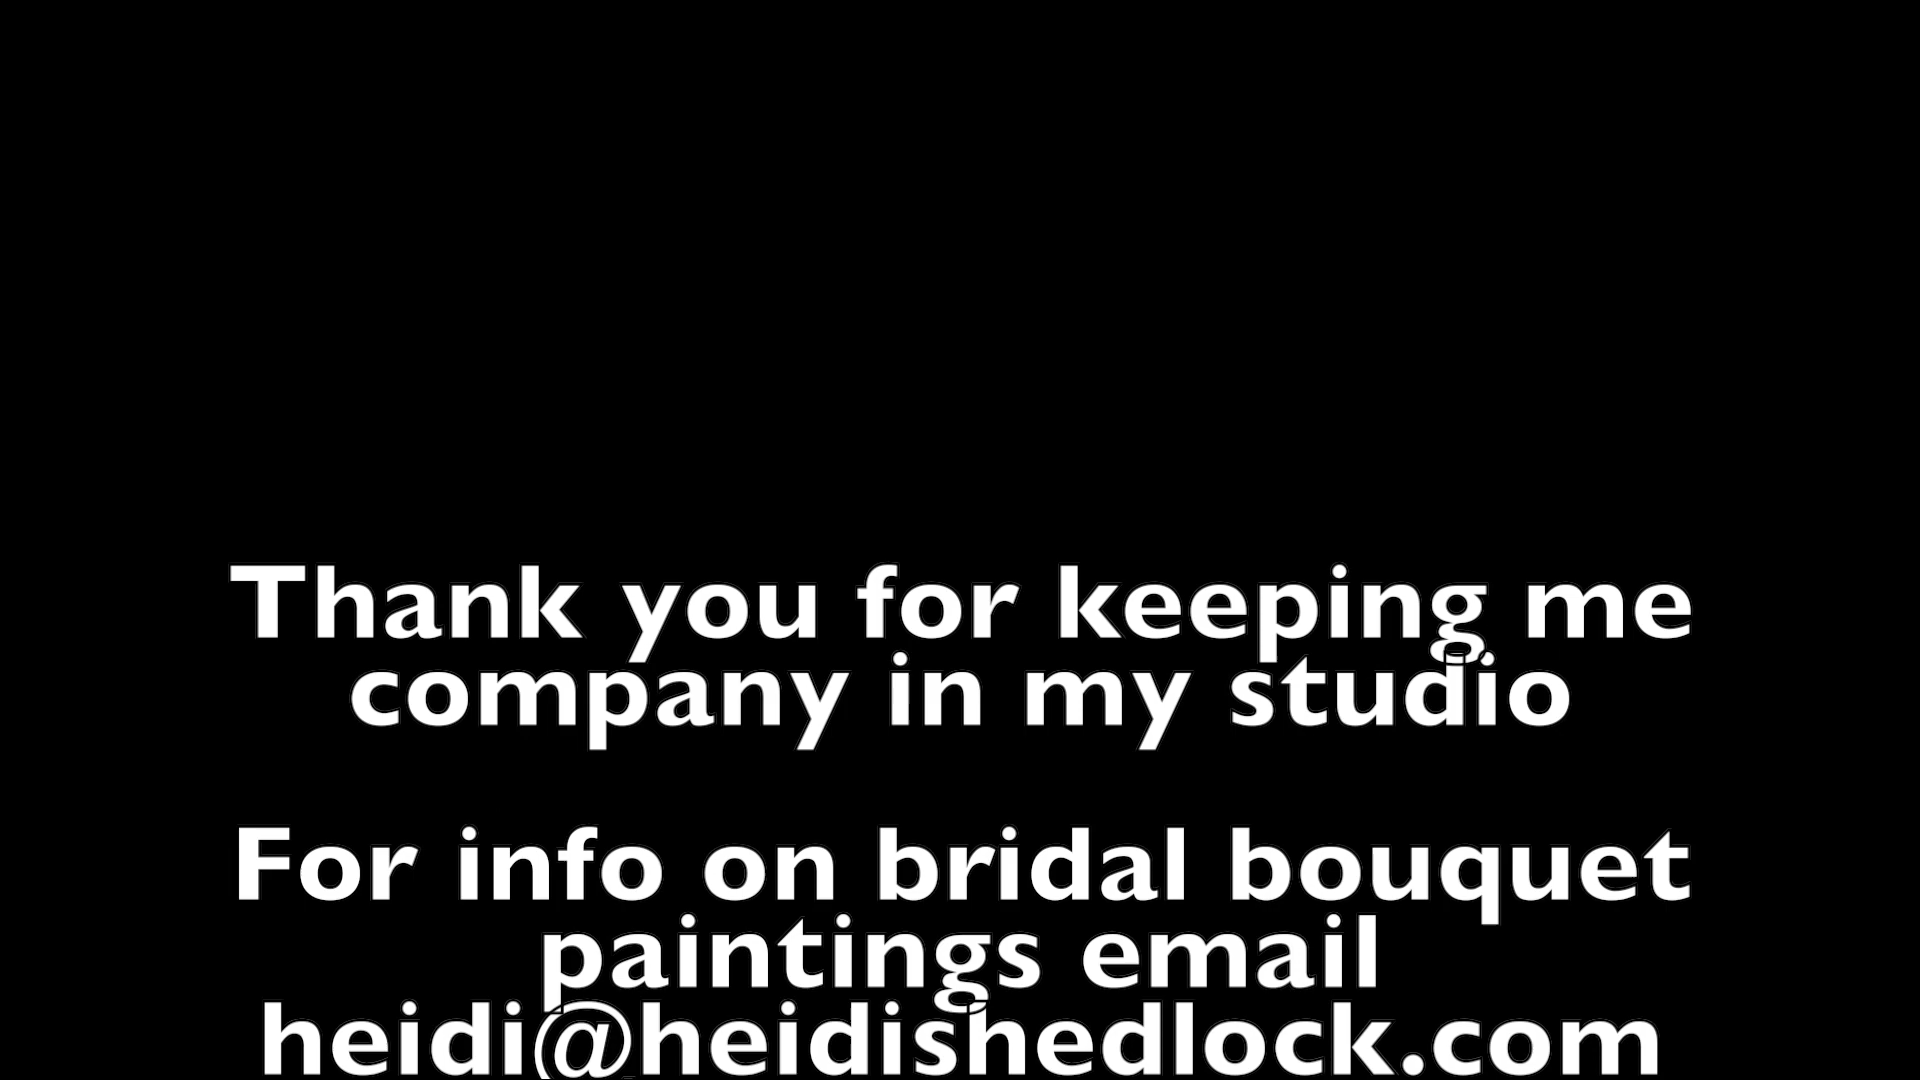 Thank you for keeping me
company in my studio
For info on bridal bouquet
paintings email
heidi@heidishedlock.com